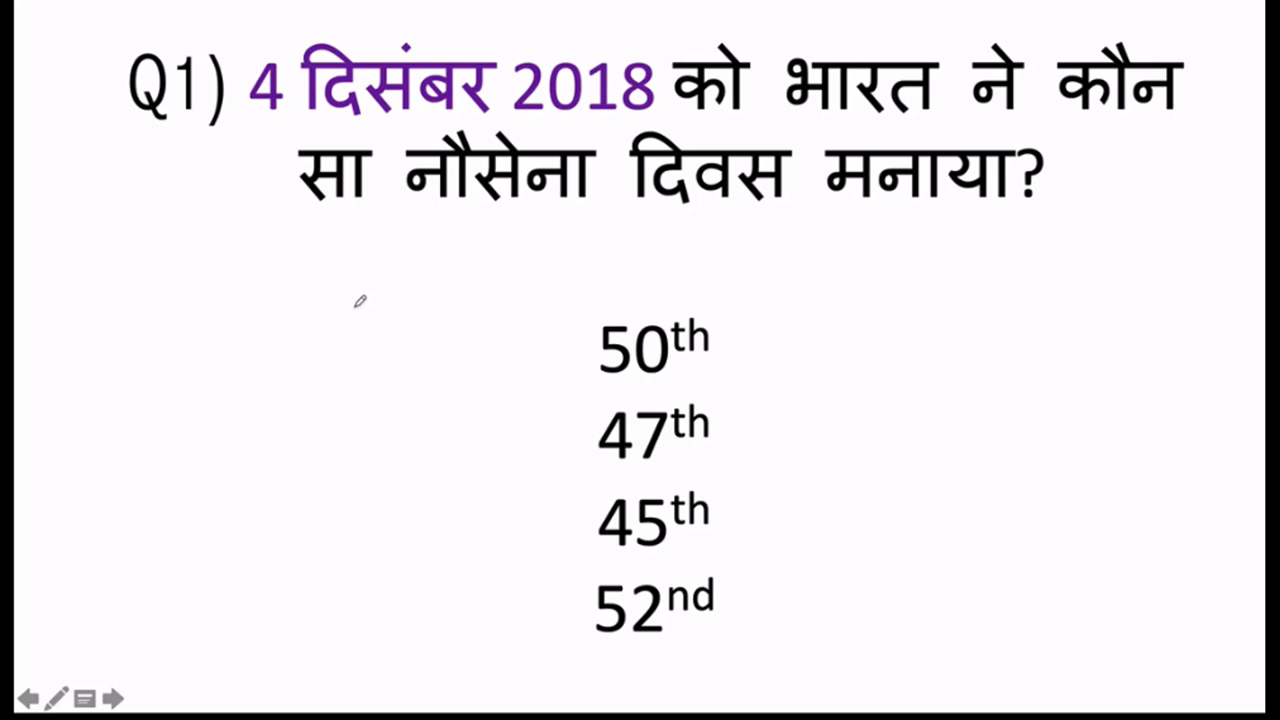 Q1) 4 दिसंबर 2018 को भारत ने कौन
सा नौसेना दिवस मनाया?
50th
47th
45th
52nd